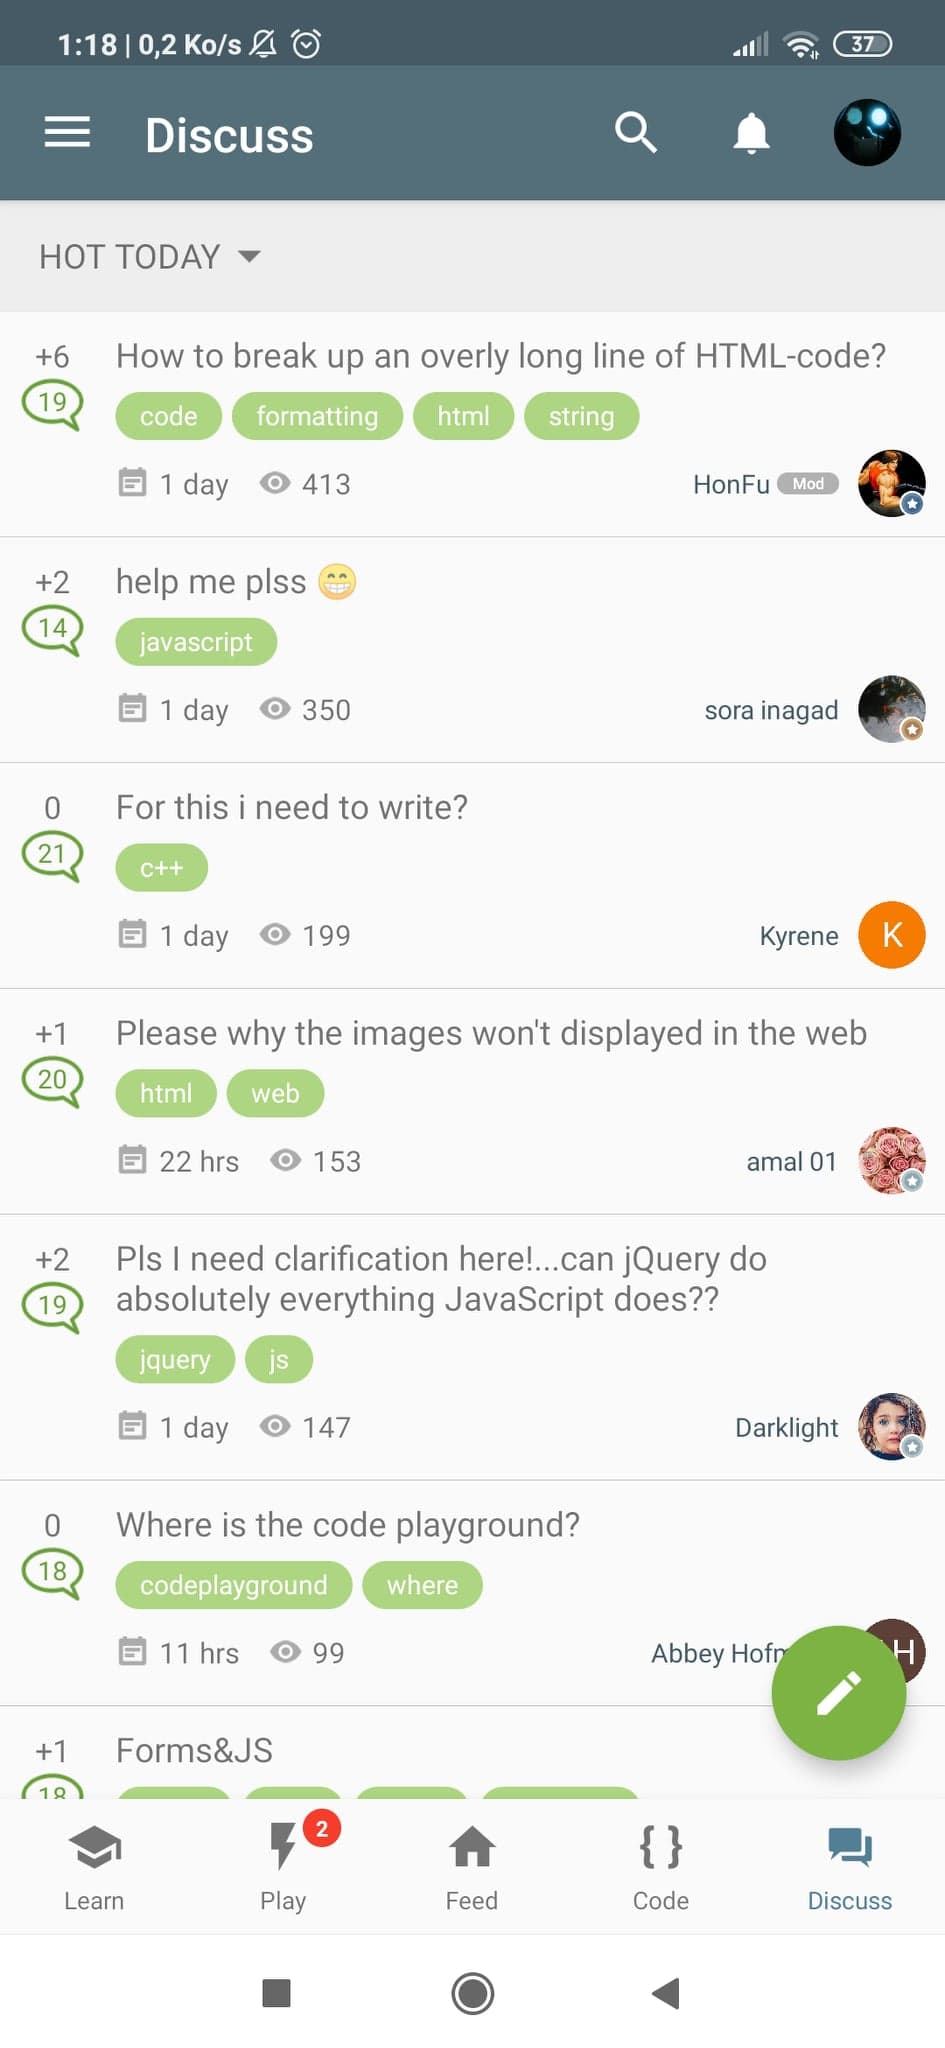 1:18 | 0,2 Ko/s 37
Discuss
HOT TODAY
+6 How to break up an overly long line of HTML-code?
19 code formatting html string
1 day 413 HonFu Mod
+2 help me plss 😁
14 javascript
1 day 350 sora inagad
0 For this i need to write?
21 c++
1 day 199 Kyrene K
+1 Please why the images won't displayed in the web
20 html web
22 hrs 153 amal 01
+2 Pls I need clarification here!...can jQuery do
19 absolutely everything JavaScript does??
jquery js
1 day 147 Darklight
0 Where is the code playground?
18 codeplayground where
11 hrs 99 Abbey H
+1 Forms&JS
18
2
Learn Play Feed Code Discuss